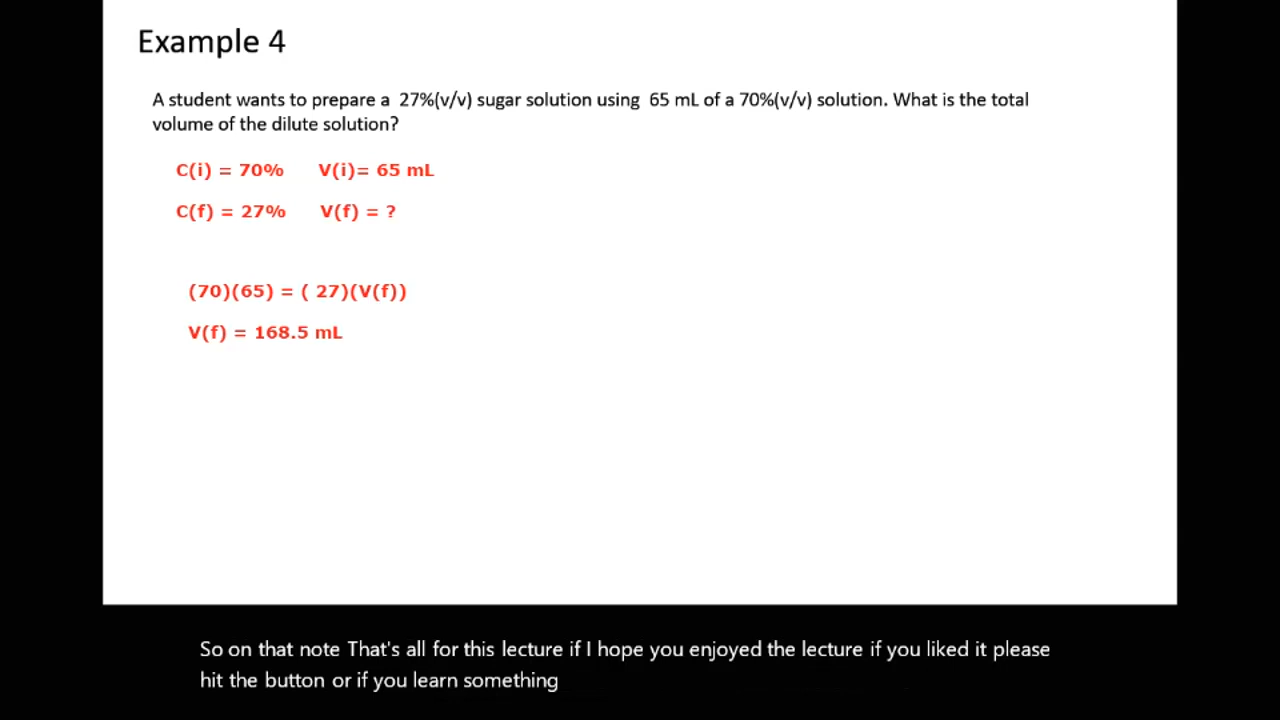 Example 4
A student wants to prepare a 27%(v/v) sugar solution using 65 mL of a 70%(v/v) solution. What is the total
volume of the dilute solution?
C(i) = 70% V(i)= 65 mL
C(f) = 27% V(f) = ?
(70)(65) = ( 27)(V(f))
V(f) = 168.5 mL
So on that note That's all for this lecture if I hope you enjoyed the lecture if you liked it please
hit the button or if you learn something